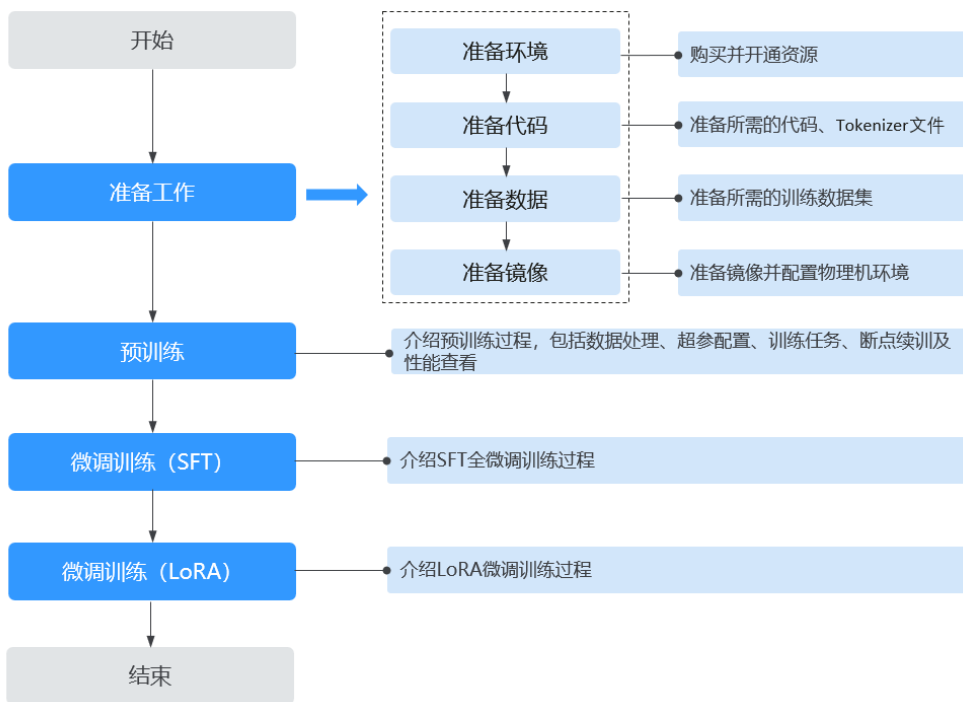 开始
准备工作
准备环境
购买并开通资源
准备代码
准备所需的代码、Tokenizer文件
准备数据
准备所需的训练数据集
准备镜像
准备镜像并配置物理机环境
预训练
介绍预训练过程，包括数据处理、超参配置、训练任务、断点续训及
性能查看
微调训练（SFT）
介绍SFT全微调训练过程
微调训练（LoRA）
介绍LoRA微调训练过程
结束